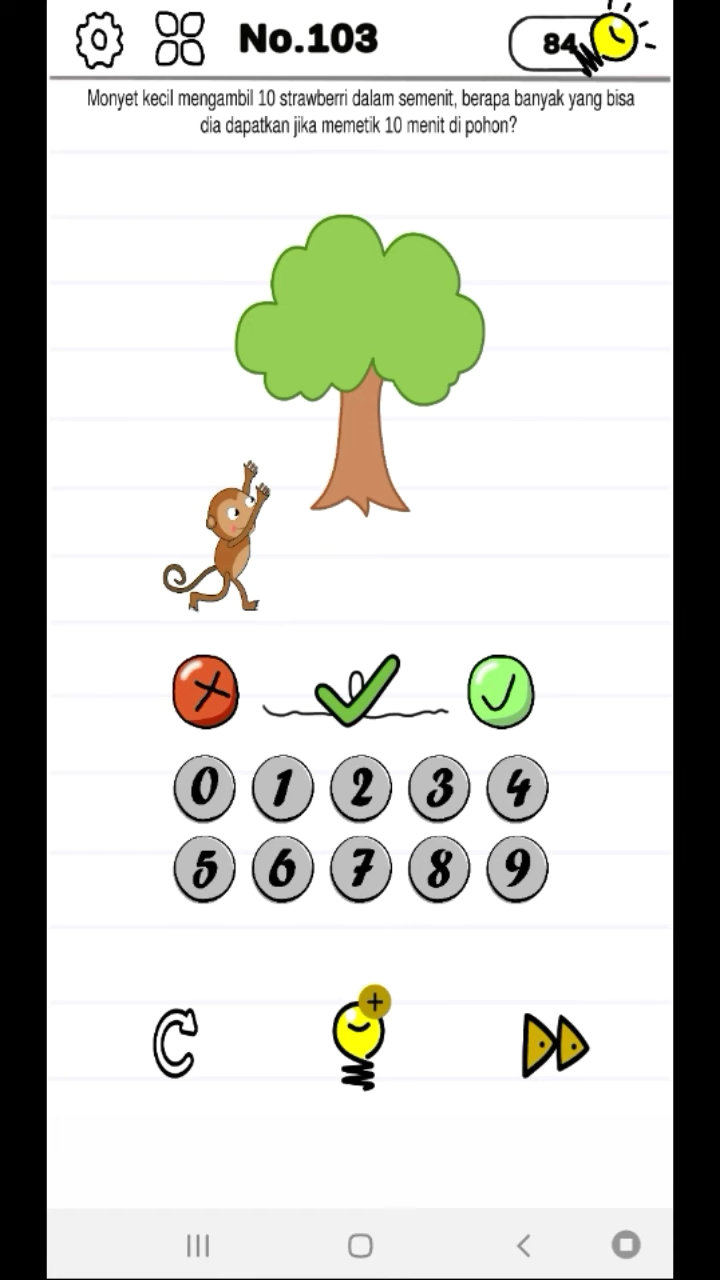 No.103
84
Monyet kecil mengambil 10 strawberri dalam semenit, berapa banyak yang bisa
dia dapatkan jika memetik 10 menit di pohon?
0
0 1 2 3 4
5 6 7 8 9